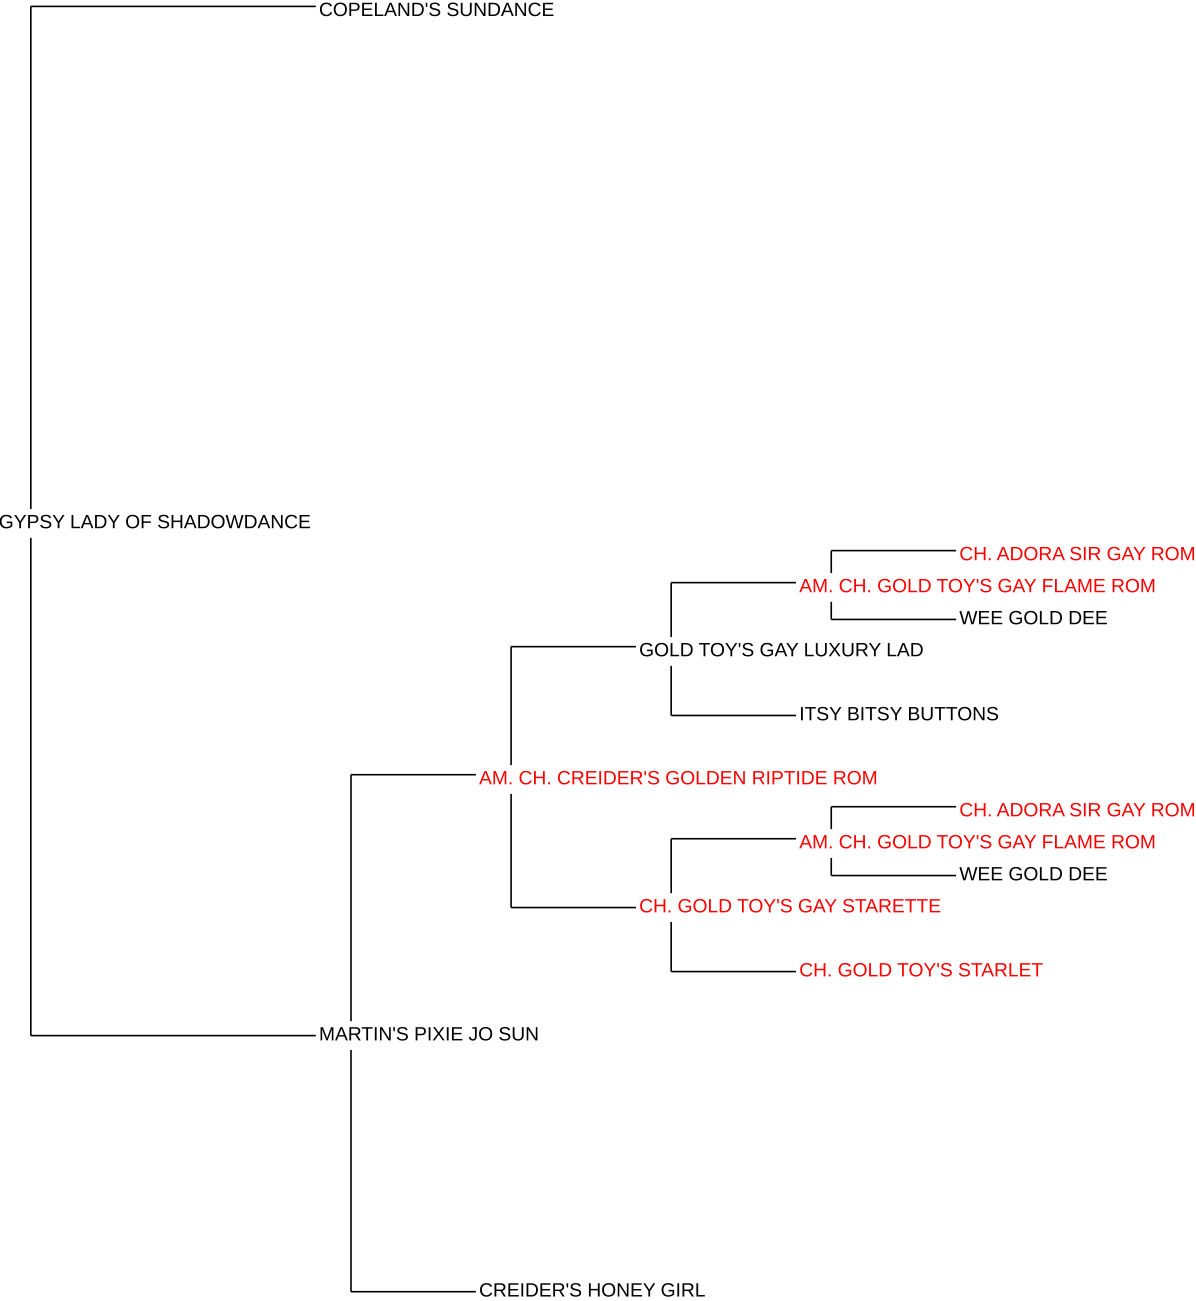 COPELAND'S SUNDANCE
GYPSY LADY OF SHADOWDANCE
CH. ADORA SIR GAY ROM
AM. CH. GOLD TOY'S GAY FLAME ROM
WEE GOLD DEE
GOLD TOY'S GAY LUXURY LAD
ITSY BITSY BUTTONS
AM. CH. CREIDER'S GOLDEN RIPTIDE ROM
CH. ADORA SIR GAY ROM
AM. CH. GOLD TOY'S GAY FLAME ROM
WEE GOLD DEE
CH. GOLD TOY'S GAY STARETTE
CH. GOLD TOY'S STARLET
MARTIN'S PIXIE JO SUN
CREIDER'S HONEY GIRL